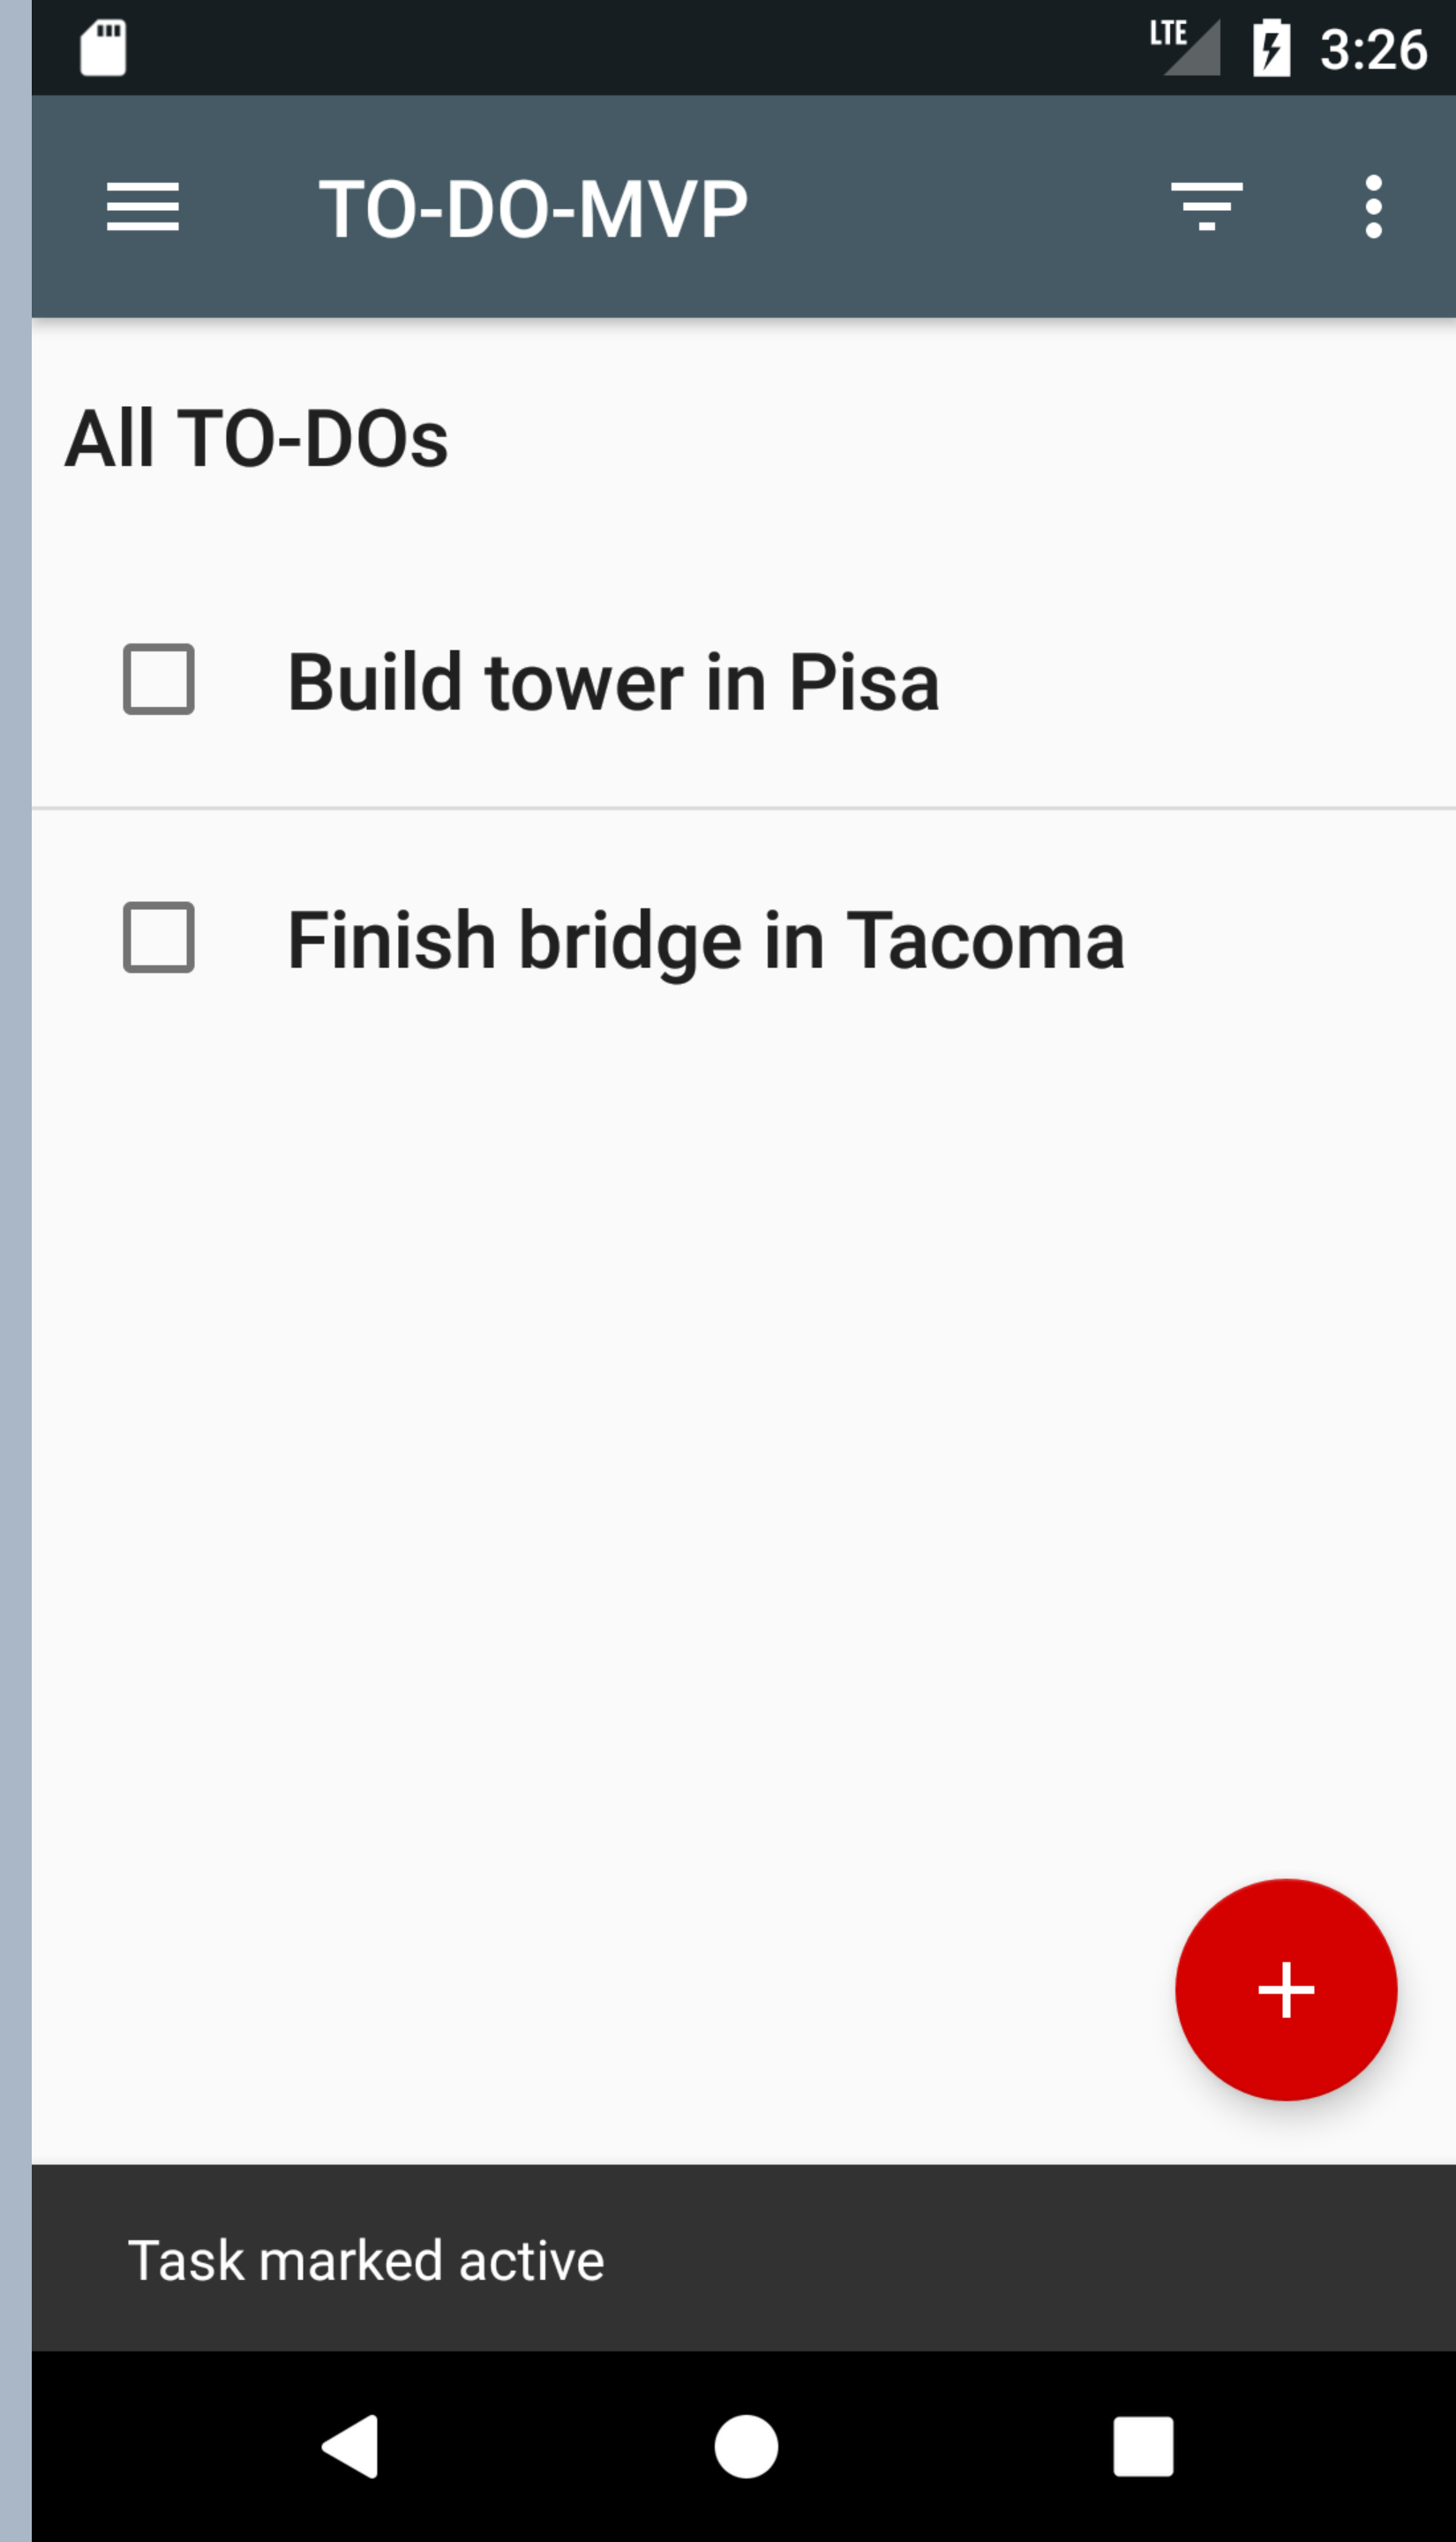 LTE 3:26
TO-DO-MVP
All TO-DOs
Build tower in Pisa
Finish bridge in Tacoma
Task marked active